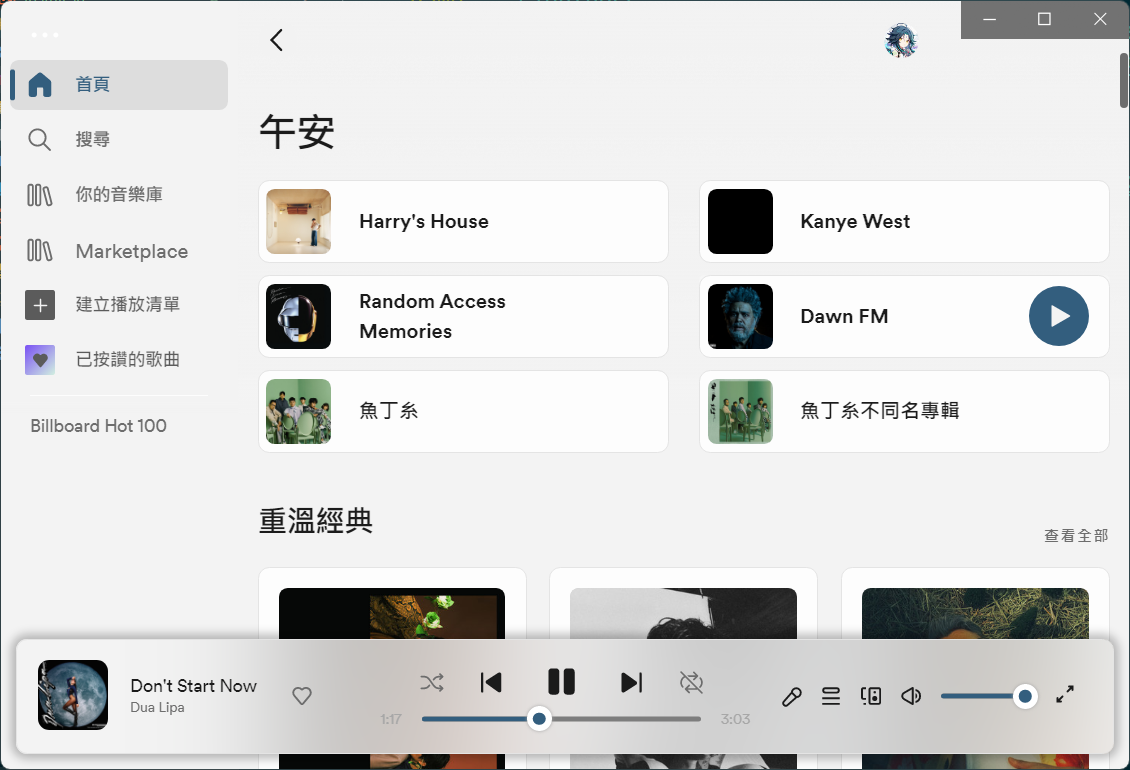 首頁
搜尋
你的音樂庫
Marketplace
建立播放清單
已按讚的歌曲
Billboard Hot 100
午安
Harry's House
Kanye West
Random Access
Memories
Dawn FM
魚丁糸
魚丁糸不同名專輯
重溫經典
查看全部
Don't Start Now
Dua Lipa
1:17
3:03